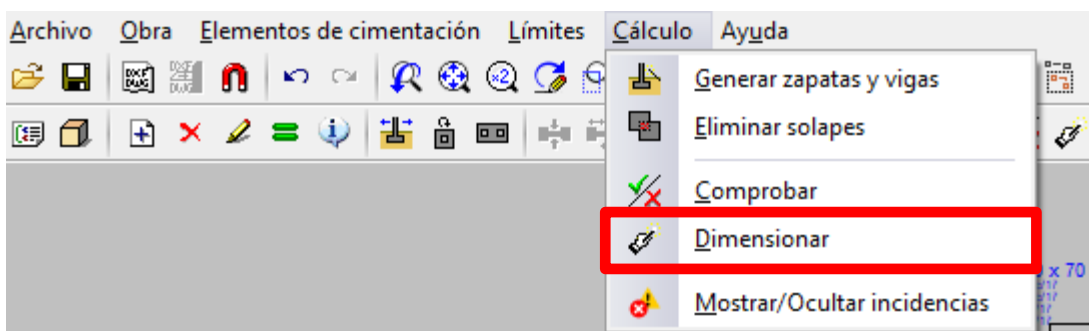 Archivo Obra Elementos de cimentación Límites Cálculo Ayuda
Generar zapatas y vigas
Eliminar solapes
Comprobar
Dimensionar
Mostrar/Ocultar incidencias
x 70